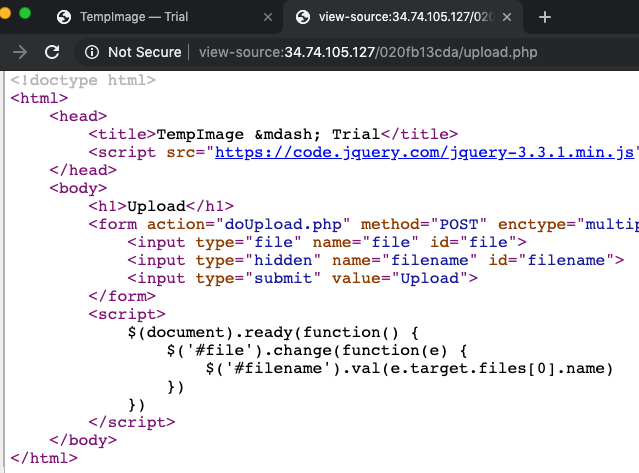 TempImage — Trial
view-source:34.74.105.127/020
Not Secure | view-source:34.74.105.127/020fb13cda/upload.php
<!doctype html>
<html>
<head>
<title>TempImage &mdash; Trial</title>
<script src="https://code.jquery.com/jquery-3.3.1.min.js"
</head>
<body>
<h1>Upload</h1>
<form action="doUpload.php" method="POST" enctype="multip
<input type="file" name="file" id="file">
<input type="hidden" name="filename" id="filename">
<input type="submit" value="Upload">
</form>
<script>
$(document).ready(function() {
$('#file').change(function(e) {
$('#filename').val(e.target.files[0].name)
})
})
</script>
</body>
</html>